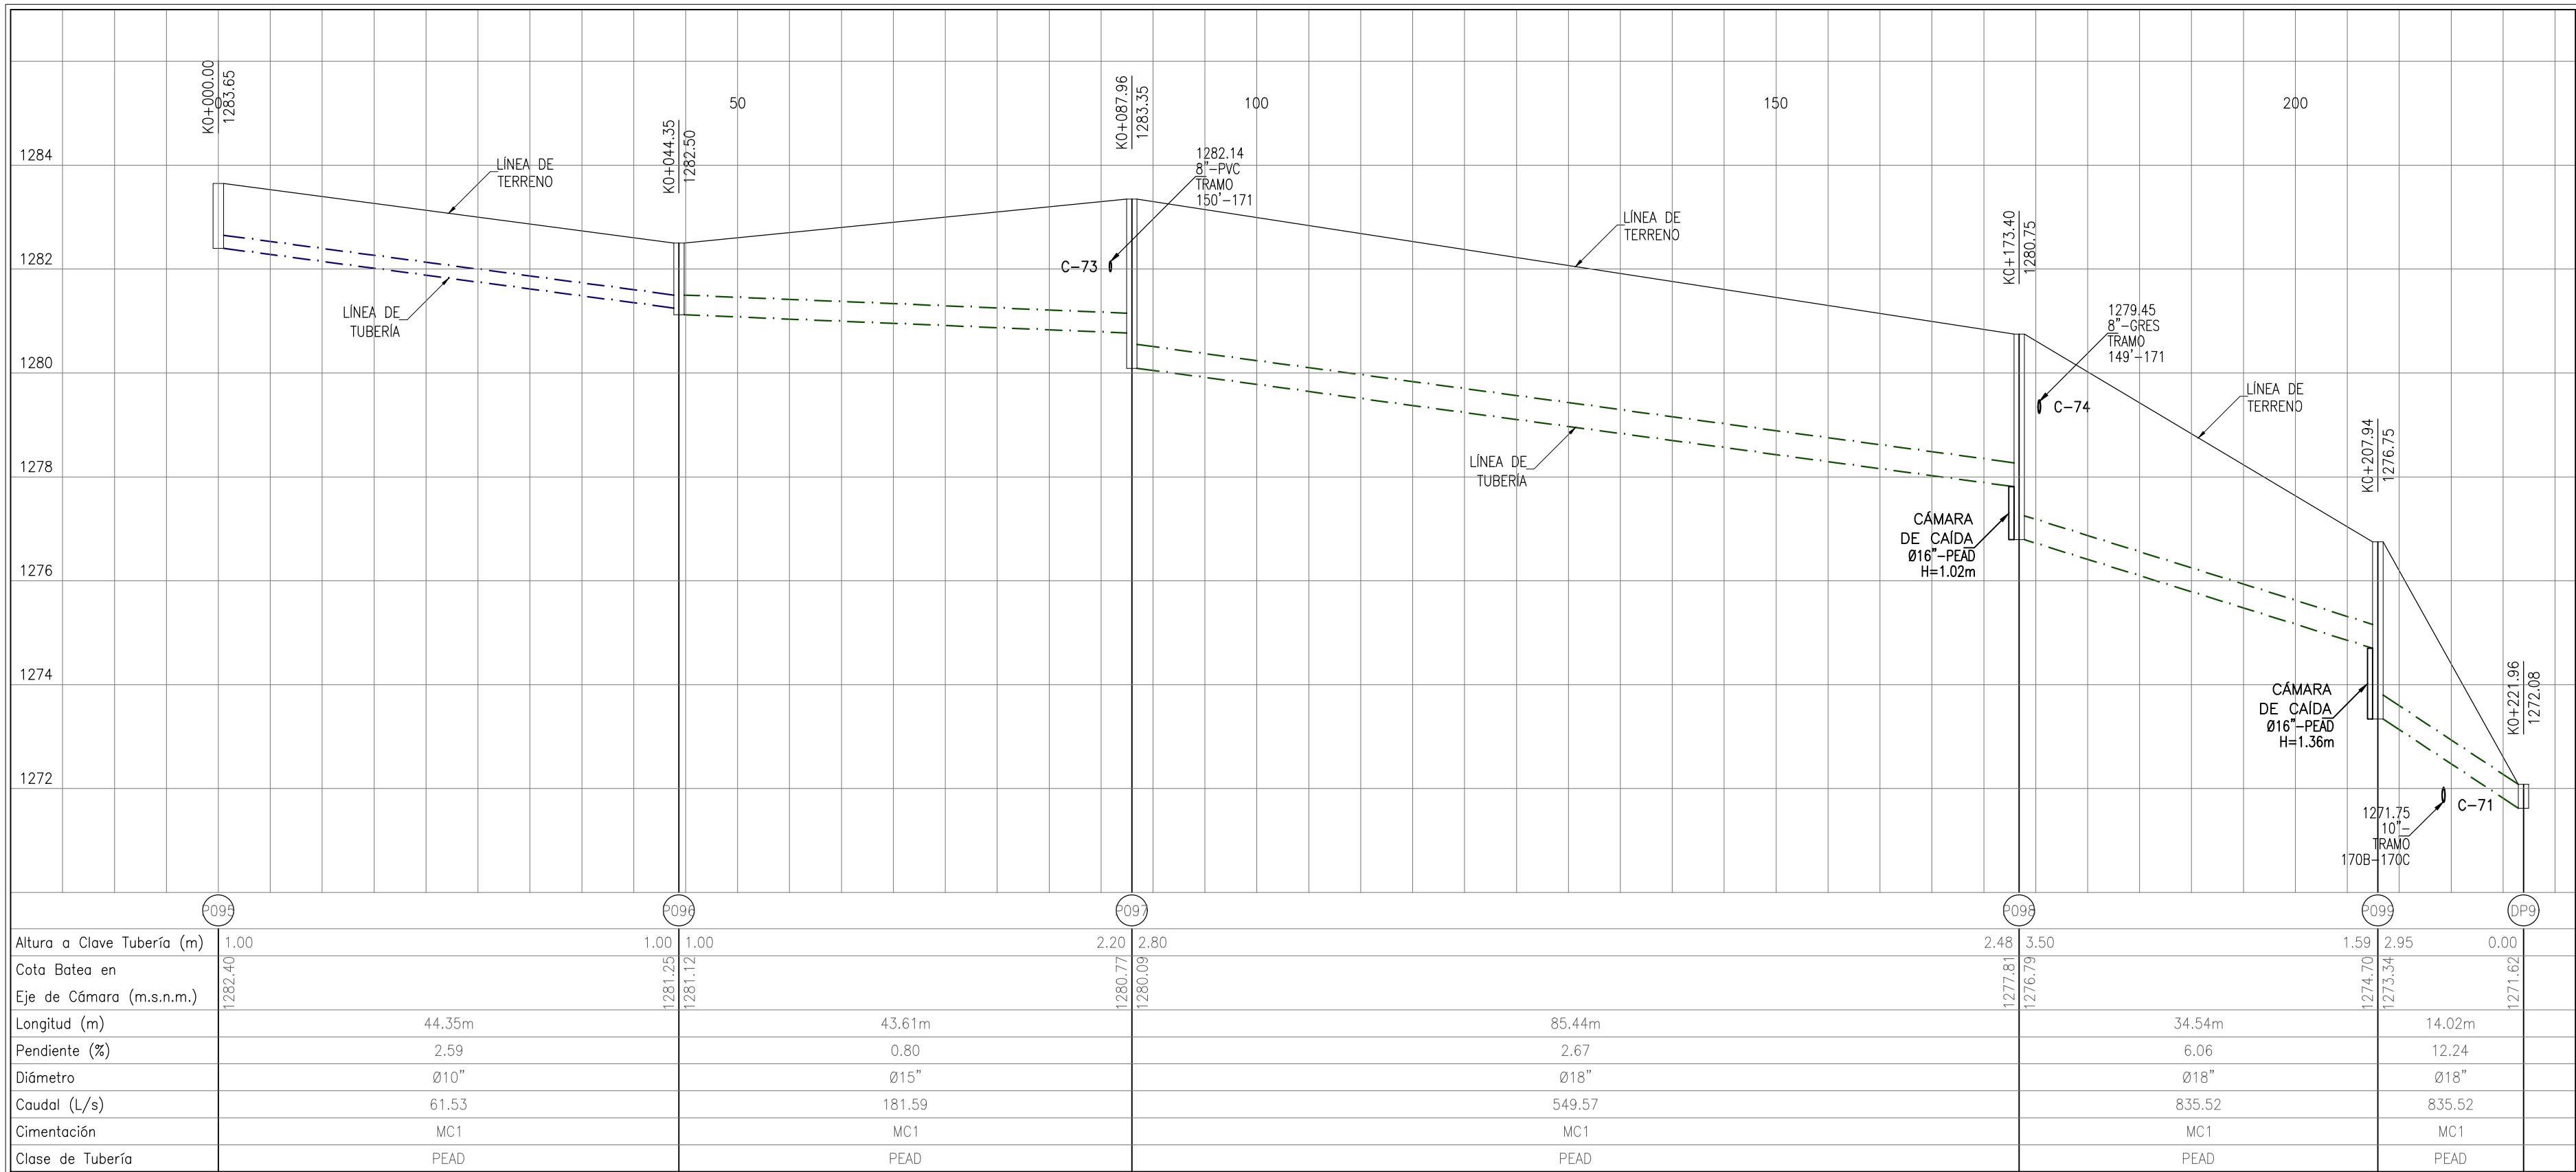 K0+000.00
1283.65
K0+044.35
1282.50
K0+087.96
1283.35
K0+173.40
1280.75
K0+207.94
1276.75
K0+221.96
1272.08
0
50
100
150
200
1284
1282
1280
1278
1276
1274
1272
LÍNEA DE
TERRENO
LÍNEA DE
TUBERÍA
1282.14
8"-PVC
TRAMO
150'-171
C-73
LÍNEA DE
TERRENO
LÍNEA DE
TUBERÍA
1279.45
8"-GRES
TRAMO
149'-171
C-74
CÁMARA
DE CAÍDA
Ø16"-PEAD
H=1.02m
LÍNEA DE
TERRENO
CÁMARA
DE CAÍDA
Ø16"-PEAD
H=1.36m
1271.75
10"-
TRAMO
170B-170C
C-71
P095 P096 P097 P098 P099 DP9
Altura a Clave Tubería (m) 1.00 1.00 1.00 2.20 2.80 2.48 3.50 1.59 2.95 0.00
Cota Batea en
Eje de Cámara (m.s.n.m.)
1282.40
1281.25
1281.12
1280.77
1280.09
1277.81
1276.79
1274.70
1273.34
1271.62
Longitud (m) 44.35m 43.61m 85.44m 34.54m 14.02m
Pendiente (%) 2.59 0.80 2.67 6.06 12.24
Diámetro Ø10" Ø15" Ø18" Ø18" Ø18"
Caudal (L/s) 61.53 181.59 549.57 835.52 835.52
Cimentación MC1 MC1 MC1 MC1 MC1
Clase de Tubería PEAD PEAD PEAD PEAD PEAD